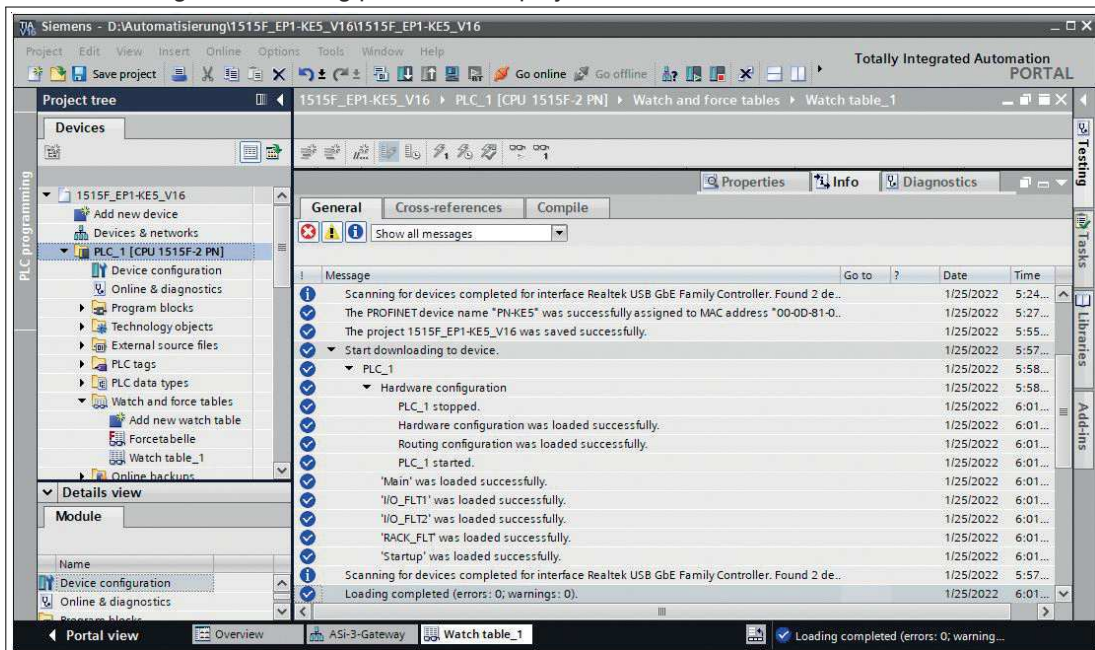 Siemens - D:\Automatisierung\1515F_EP1-KE5_V16\1515F_EP1-KE5_V16
Project Edit View Insert Online Options Tools Window Help
Totally Integrated Automation
PORTAL
Save project Go online Go offline
Project tree
1515F_EP1-KE5_V16 PLC_1 [CPU 1515F-2 PN] Watch and force tables Watch table_1
Devices
PLC programming
1515F_EP1-KE5_V16
Add new device
Devices & networks
PLC_1 [CPU 1515F-2 PN]
Device configuration
Online & diagnostics
Program blocks
Technology objects
External source files
PLC tags
PLC data types
Watch and force tables
Add new watch table
Forcetabelle
Watch table_1
Online backups
Details view
Module
Name
Device configuration
Online & diagnostics
Program blocks
Properties Info Diagnostics
General Cross-references Compile
Show all messages
! Message Go to ? Date Time
Scanning for devices completed for interface Realtek USB GbE Family Controller. Found 2 de.. 1/25/2022 5:24...
The PROFINET device name "PN-KE5" was successfully assigned to MAC address "00-0D-81-0.. 1/25/2022 5:27...
The project 1515F_EP1-KE5_V16 was saved successfully. 1/25/2022 5:55...
Start downloading to device. 1/25/2022 5:57...
PLC_1 1/25/2022 5:58...
Hardware configuration 1/25/2022 5:58...
PLC_1 stopped. 1/25/2022 6:01...
Hardware configuration was loaded successfully. 1/25/2022 6:01...
Routing configuration was loaded successfully. 1/25/2022 6:01...
PLC_1 started. 1/25/2022 6:01...
'Main' was loaded successfully. 1/25/2022 6:01...
'I/O_FLT1' was loaded successfully. 1/25/2022 6:01...
'I/O_FLT2' was loaded successfully. 1/25/2022 6:01...
'RACK_FLT' was loaded successfully. 1/25/2022 6:01...
'Startup' was loaded successfully. 1/25/2022 6:01...
Scanning for devices completed for interface Realtek USB GbE Family Controller. Found 2 de.. 1/25/2022 5:57...
Loading completed (errors: 0; warnings: 0). 1/25/2022 6:01...
Testing
Tasks
Libraries
Add-ins
Portal view Overview ASi-3-Gateway Watch table_1 Loading completed (errors: 0; warning...